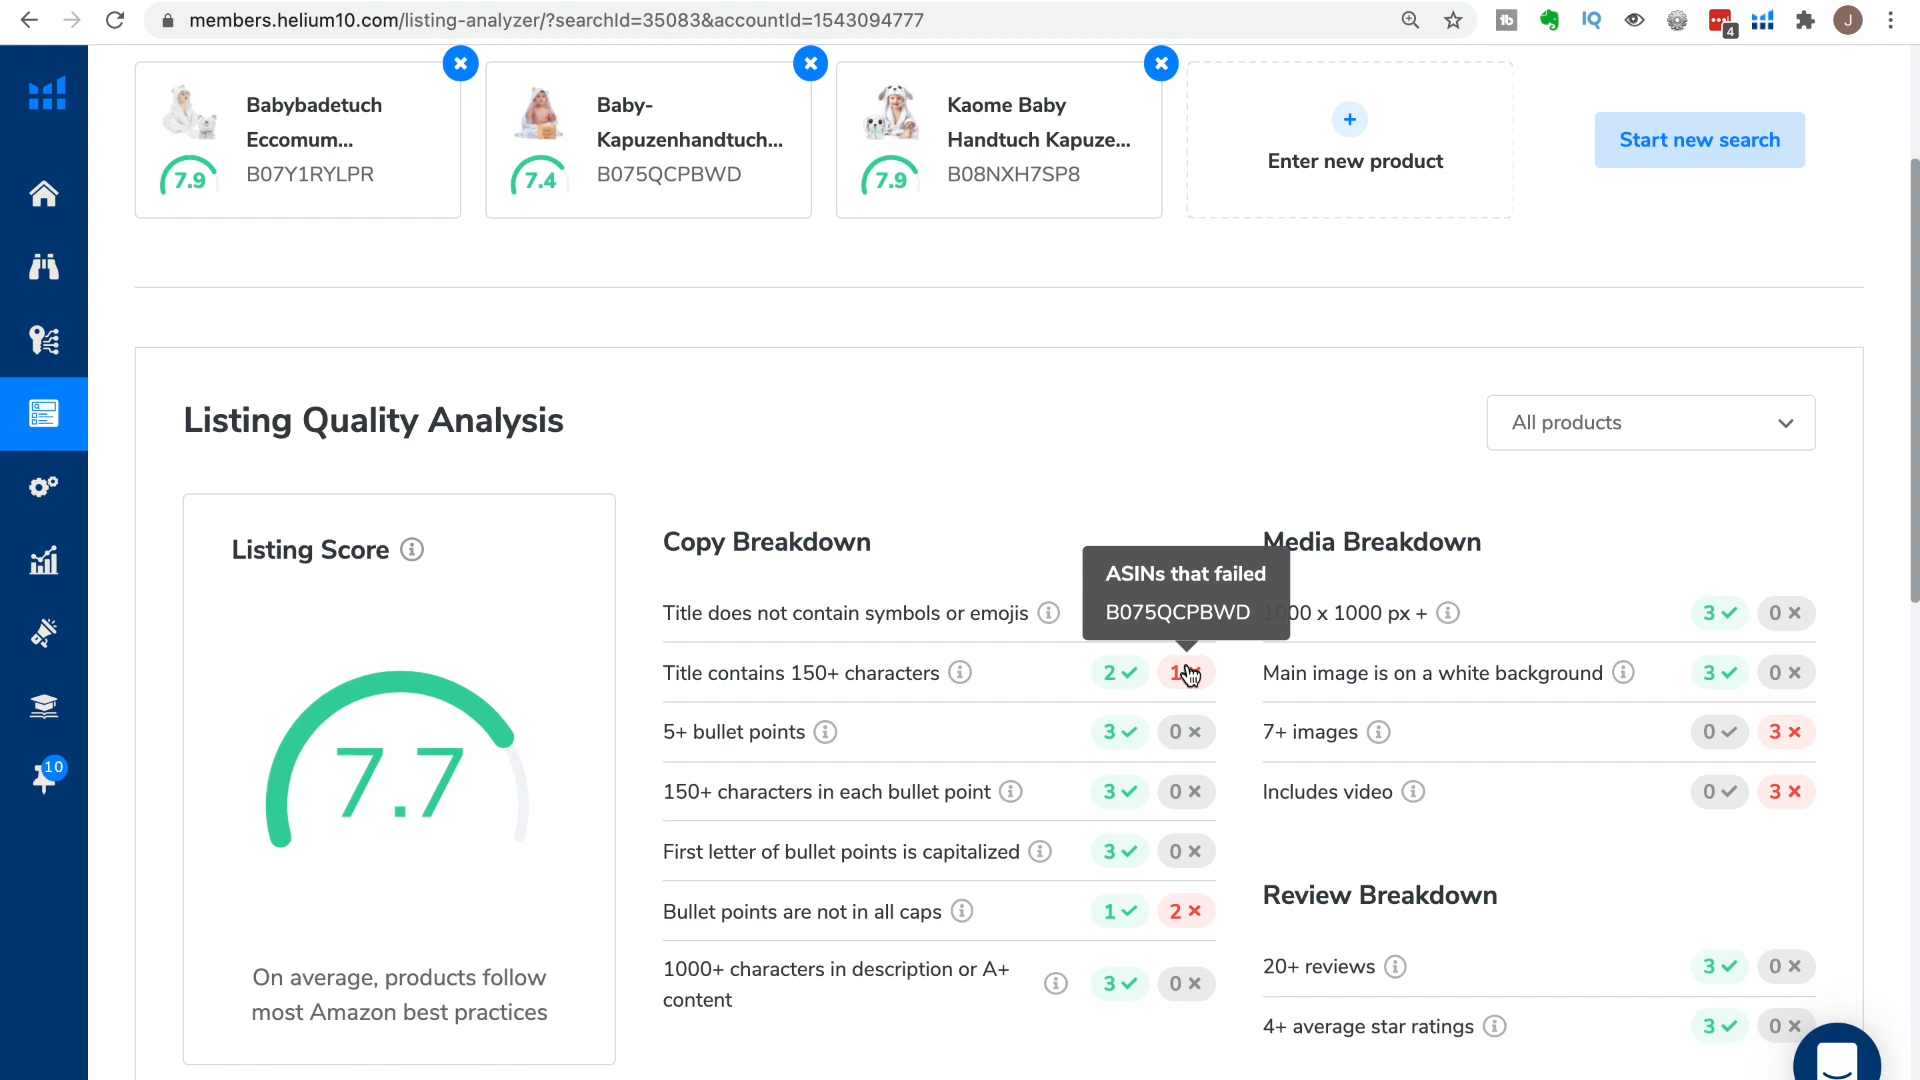 members.helium10.com/listing-analyzer/?searchId=35083&accountId=1543094777
tb
IQ
4
J
Babybadetuch
Eccomum...
B07Y1RYLPR
7.9
Baby-
Kapuzenhandtuch...
B075QCPBWD
7.4
Kaome Baby
Handtuch Kapuze...
B08NXH7SP8
7.9
Enter new product
Start new search
10
Listing Quality Analysis
All products
Listing Score
7.7
On average, products follow
most Amazon best practices
Copy Breakdown
ASINs that failed
B075QCPBWD
Title does not contain symbols or emojis
Title contains 150+ characters 2 1
5+ bullet points 3 0
150+ characters in each bullet point 3 0
First letter of bullet points is capitalized 3 0
Bullet points are not in all caps 1 2
1000+ characters in description or A+
content 3 0
Media Breakdown
1000 x 1000 px + 3 0
Main image is on a white background 3 0
7+ images 0 3
Includes video 0 3
Review Breakdown
20+ reviews 3 0
4+ average star ratings 3 0